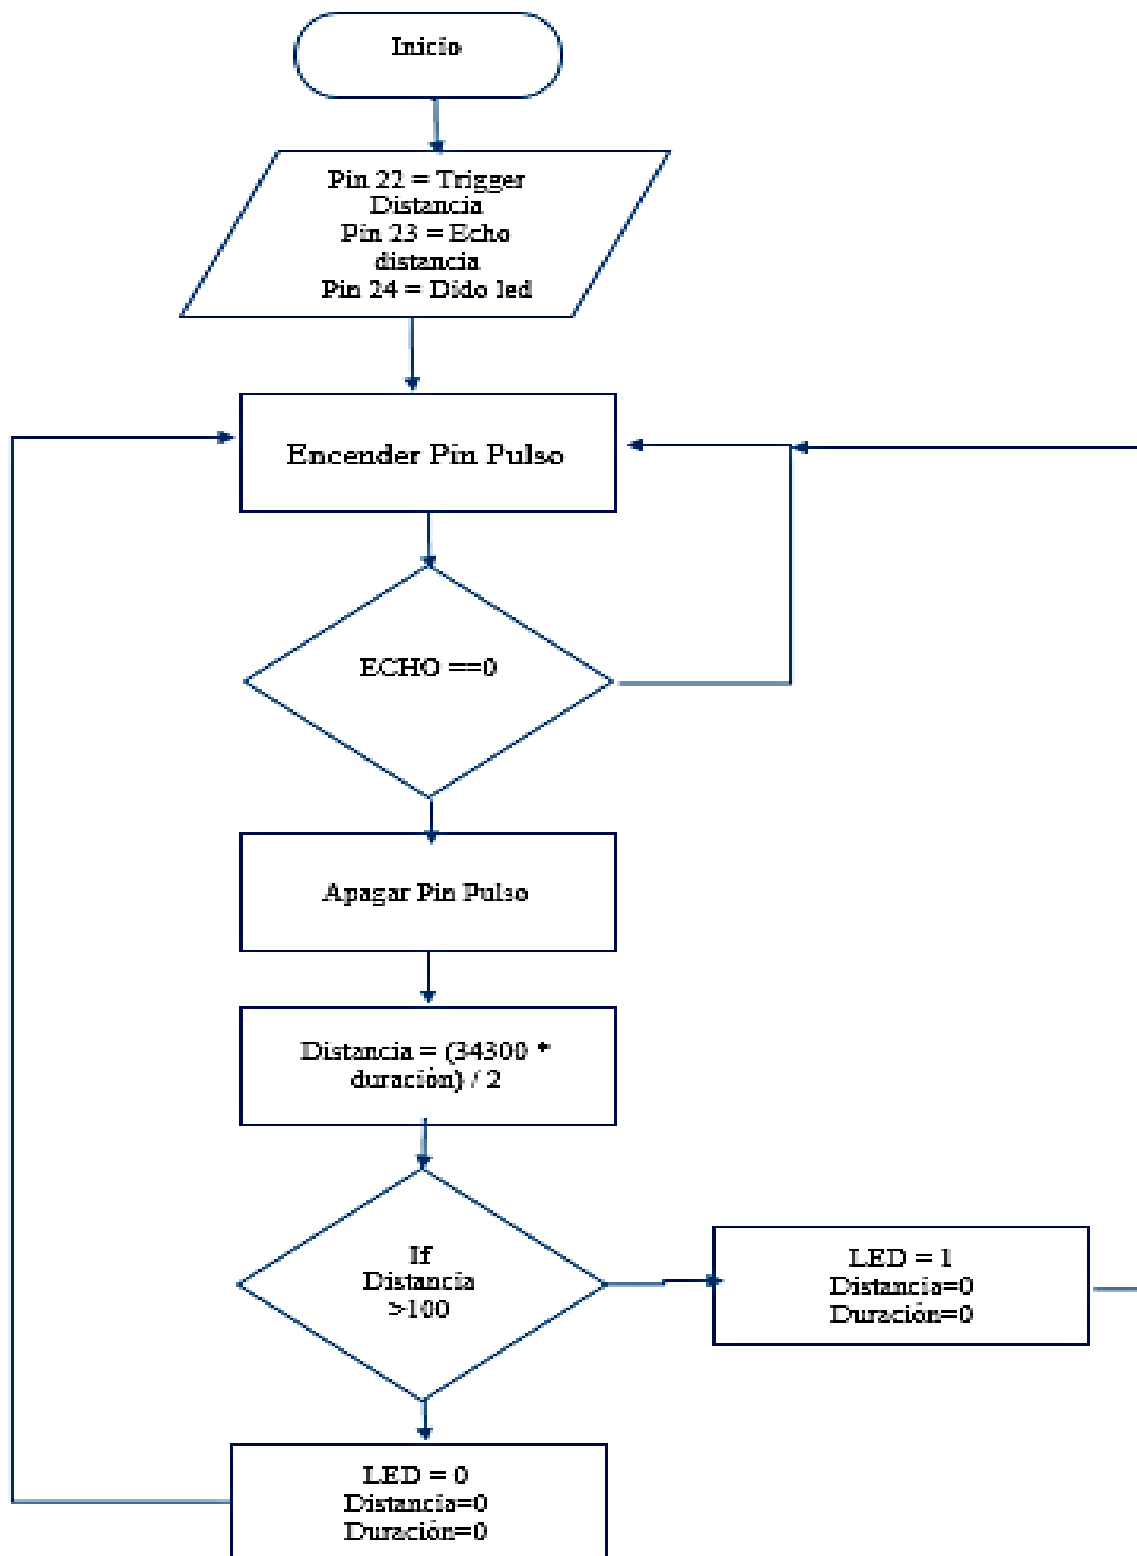 Inicio
Pin 22 = Trigger
Distancia
Pin 23 = Echo
distancia
Pin 24 = Dido led
Encender Pin Pulso
ECHO ==0
Apagar Pin Pulso
Distancia = (34300 *
duración) / 2
If
Distancia
>100
LED = 1
Distancia=0
Duración=0
LED = 0
Distancia=0
Duración=0